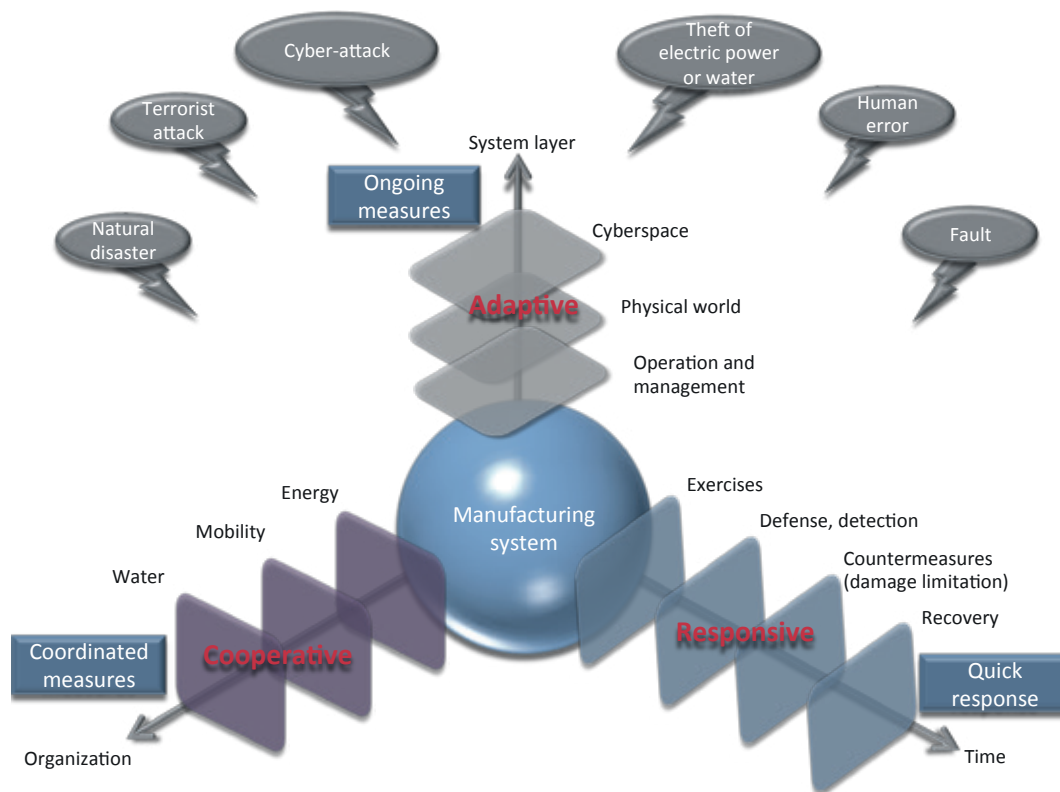 Cyber-attack
Theft of
electric power
or water
Terrorist
attack
Human
error
System layer
Ongoing
measures
Natural
disaster
Cyberspace
Fault
Adaptive
Physical world
Operation and
management
Energy
Exercises
Manufacturing
system
Mobility
Defense, detection
Water
Countermeasures
(damage limitation)
Recovery
Responsive
Cooperative
Coordinated
measures
Quick
response
Organization
Time